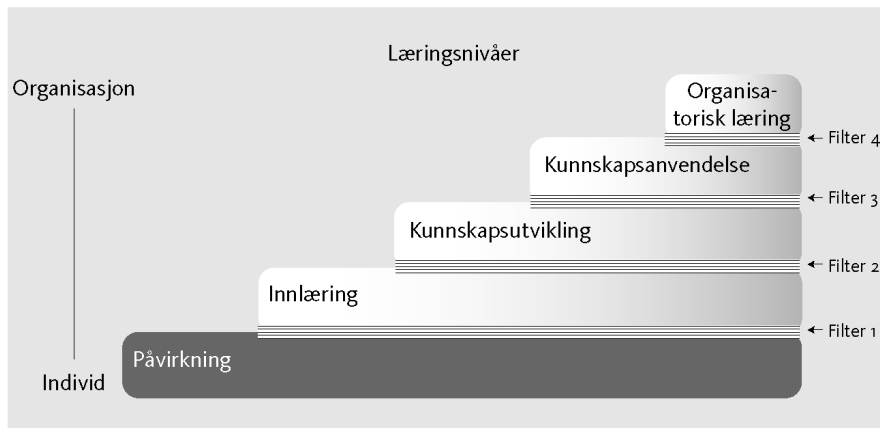 Læringsnivåer
Organisasjon
Organisa-
torisk læring
← Filter 4
Kunnskapsanvendelse
← Filter 3
Kunnskapsutvikling
← Filter 2
Innlæring
← Filter 1
Påvirkning
Individ